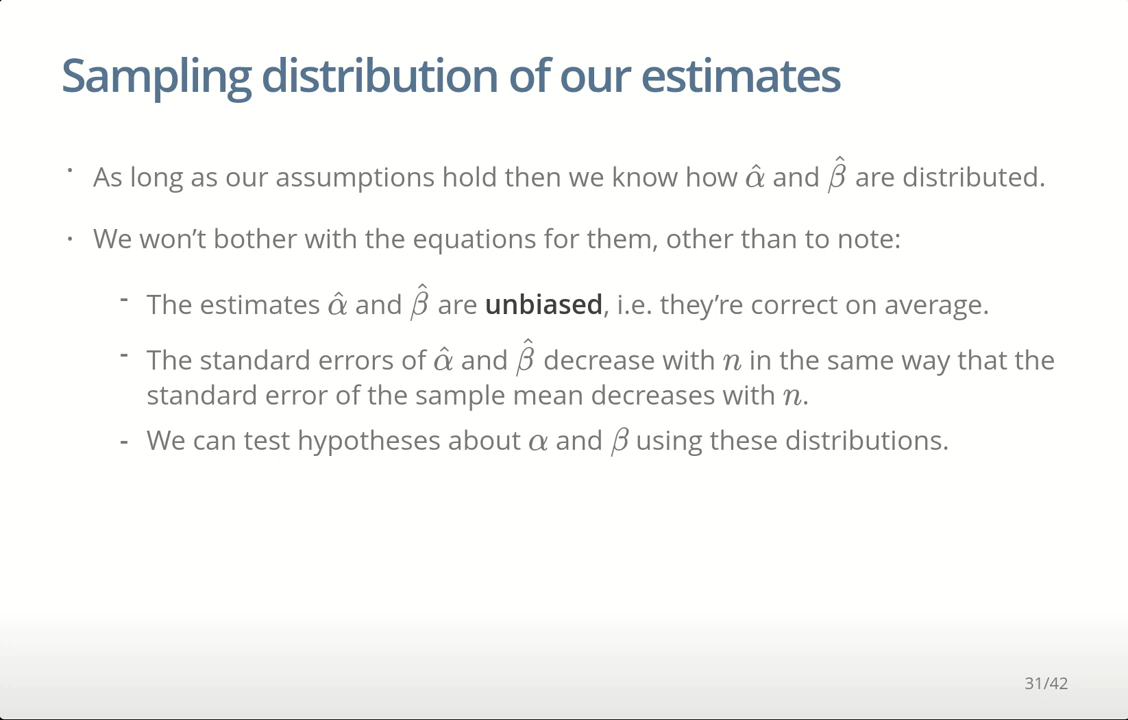 Sampling distribution of our estimates
· As long as our assumptions hold then we know how α̂ and β̂ are distributed.
· We won’t bother with the equations for them, other than to note:
- The estimates α̂ and β̂ are unbiased, i.e. they’re correct on average.
- The standard errors of α̂ and β̂ decrease with n in the same way that the
standard error of the sample mean decreases with n.
- We can test hypotheses about α and β using these distributions.
31/42